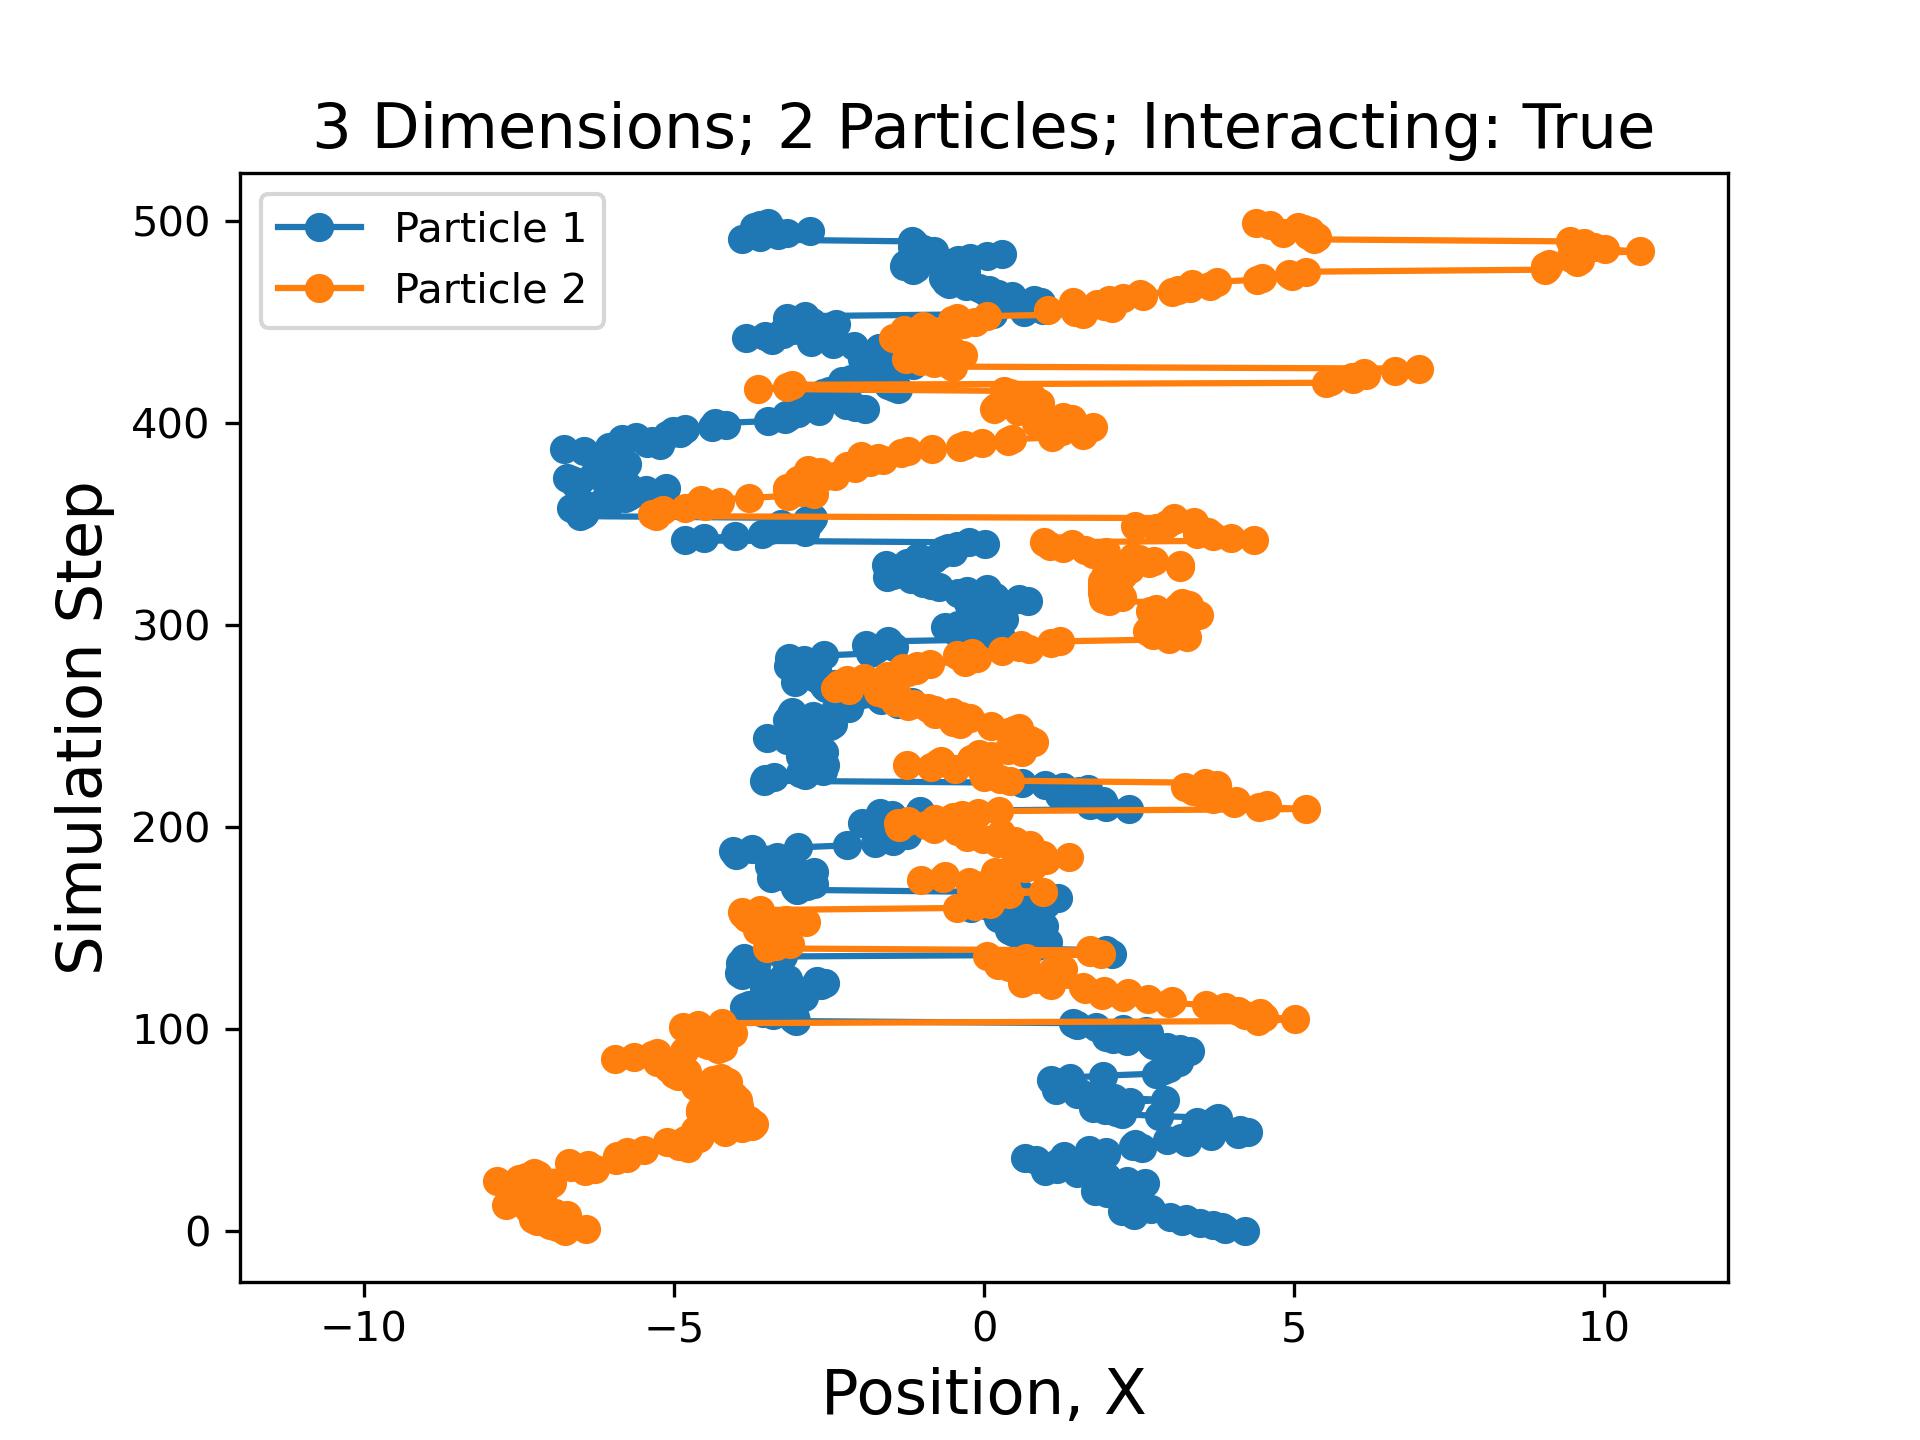 3 Dimensions; 2 Particles; Interacting: True
Particle 1
Particle 2
Simulation Step
500
400
300
200
100
0
−10
−5
0
5
10
Position, X